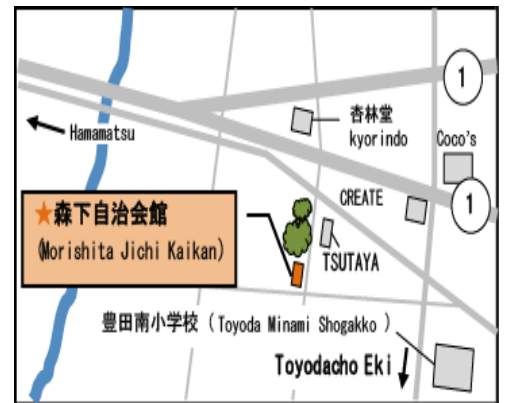 1
杏林堂
kyorindo
Coco's
Hamamatsu
CREATE
1
★森下自治会館
(Morishita Jichi Kaikan)
TSUTAYA
豊田南小学校 ( Toyoda Minami Shogakko )
Toyodacho Eki